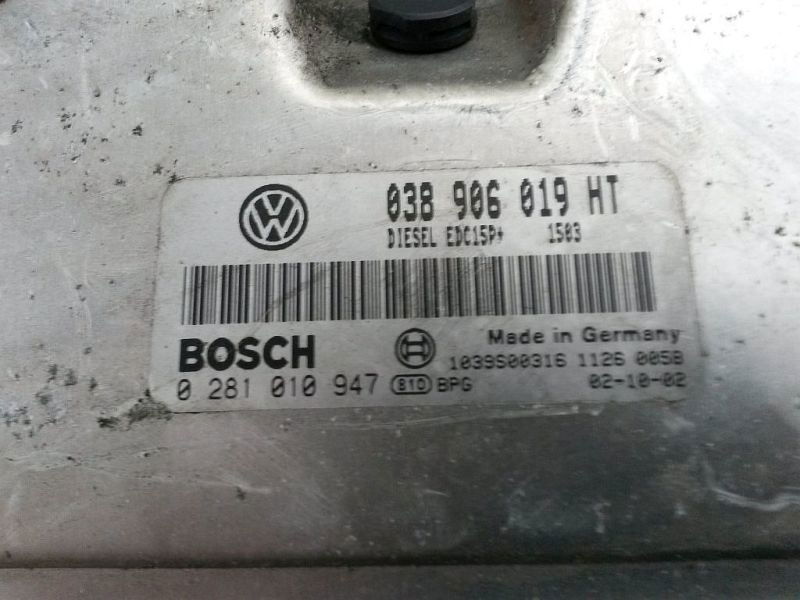 038 906 019 HT
DIESEL EDC15P+ 1503
BOSCH
Made in Germany
1039S00316 1126 0058
0 281 010 947 810 BPG
02-10-02